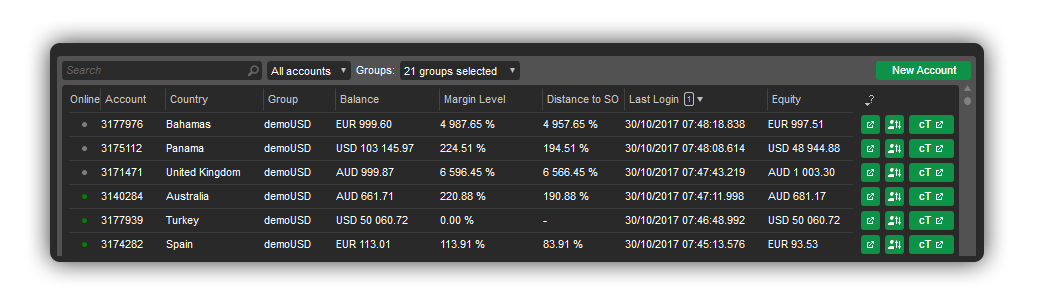 Search All accounts Groups: 21 groups selected New Account
Online Account Country Group Balance Margin Level Distance to SO Last Login 1 Equity ?
3177976 Bahamas demoUSD EUR 999.60 4 987.65 % 4 957.65 % 30/10/2017 07:48:18.838 EUR 997.51 cT
3175112 Panama demoUSD USD 103 145.97 224.51 % 194.51 % 30/10/2017 07:48:08.614 USD 48 944.88 cT
3171471 United Kingdom demoUSD AUD 999.87 6 596.45 % 6 566.45 % 30/10/2017 07:47:43.219 AUD 1 003.30 cT
3140284 Australia demoUSD AUD 661.71 220.88 % 190.88 % 30/10/2017 07:47:11.998 AUD 681.17 cT
3177939 Turkey demoUSD USD 50 060.72 0.00 % - 30/10/2017 07:46:48.992 USD 50 060.72 cT
3174282 Spain demoUSD EUR 113.01 113.91 % 83.91 % 30/10/2017 07:45:13.576 EUR 93.53 cT